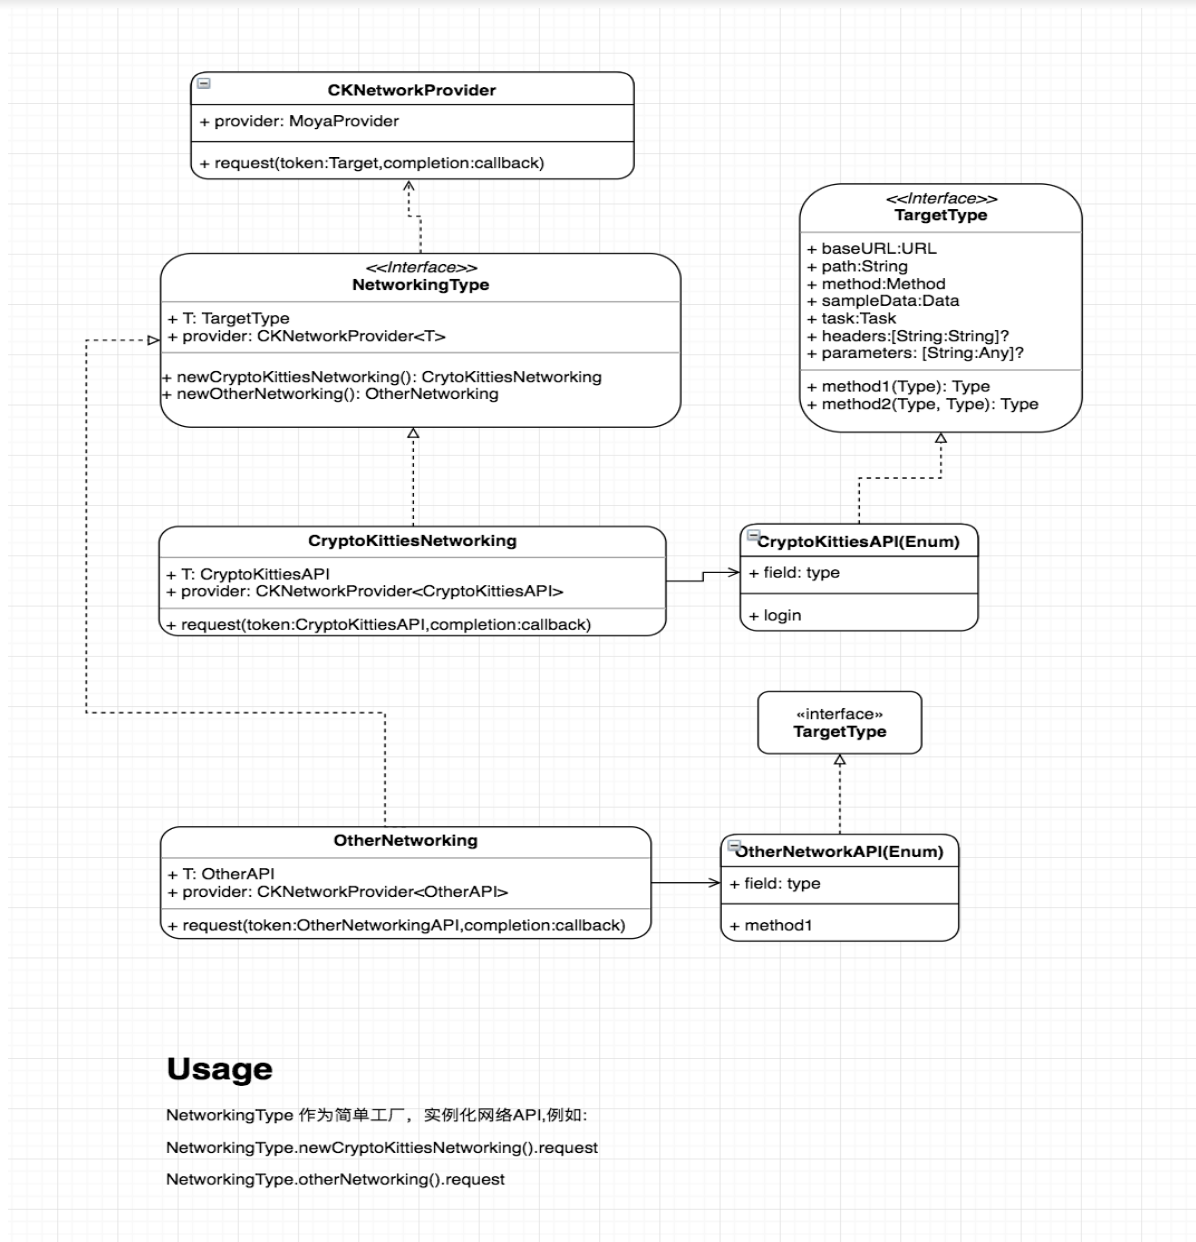 CKNetworkProvider
+ provider: MoyaProvider
+ request(token:Target,completion:callback)
<<Interface>>
TargetType
+ baseURL:URL
+ path:String
+ method:Method
+ sampleData:Data
+ task:Task
+ headers:[String:String]?
+ parameters: [String:Any]?
+ method1(Type): Type
+ method2(Type, Type): Type
<<Interface>>
NetworkingType
+ T: TargetType
+ provider: CKNetworkProvider<T>
+ newCryptoKittiesNetworking(): CrytoKittiesNetworking
+ newOtherNetworking(): OtherNetworking
CryptoKittiesNetworking
+ T: CryptoKittiesAPI
+ provider: CKNetworkProvider<CryptoKittiesAPI>
+ request(token:CryptoKittiesAPI,completion:callback)
CryptoKittiesAPI(Enum)
+ field: type
+ login
«interface»
TargetType
OtherNetworking
+ T: OtherAPI
+ provider: CKNetworkProvider<OtherAPI>
+ request(token:OtherNetworkingAPI,completion:callback)
OtherNetworkAPI(Enum)
+ field: type
+ method1
Usage
NetworkingType 作为简单工厂，实例化网络API,例如:
NetworkingType.newCryptoKittiesNetworking().request
NetworkingType.otherNetworking().request